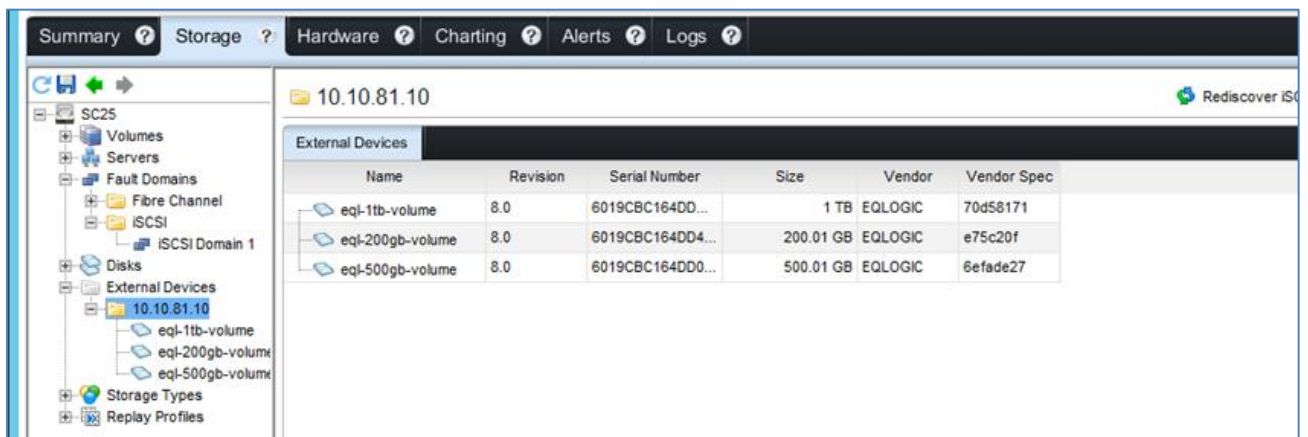 Summary ? Storage ? Hardware ? Charting ? Alerts ? Logs ?
SC25
Volumes
Servers
Fault Domains
Fibre Channel
iSCSI
iSCSI Domain 1
Disks
External Devices
10.10.81.10
eql-1tb-volume
eql-200gb-volume
eql-500gb-volume
Storage Types
Replay Profiles
10.10.81.10
Rediscover iSC
External Devices
Name Revision Serial Number Size Vendor Vendor Spec
eql-1tb-volume 8.0 6019CBC164DD... 1 TB EQLOGIC 70d58171
eql-200gb-volume 8.0 6019CBC164DD4... 200.01 GB EQLOGIC e75c20f
eql-500gb-volume 8.0 6019CBC164DD0... 500.01 GB EQLOGIC 6efade27